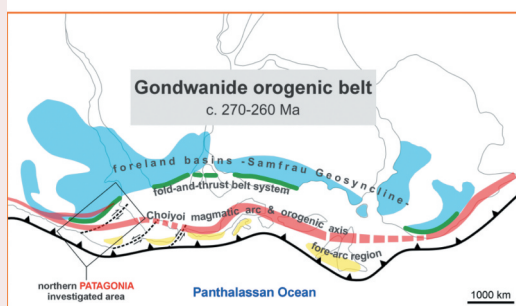 Gondwanide orogenic belt
c. 270-260 Ma
foreland basins -Samfrau Geosyncline-
fold-and-thrust belt system
Choiyoi magmatic arc & orogenic axis
fore-arc region
northern PATAGONIA
investigated area
Panthalassan Ocean
1000 km